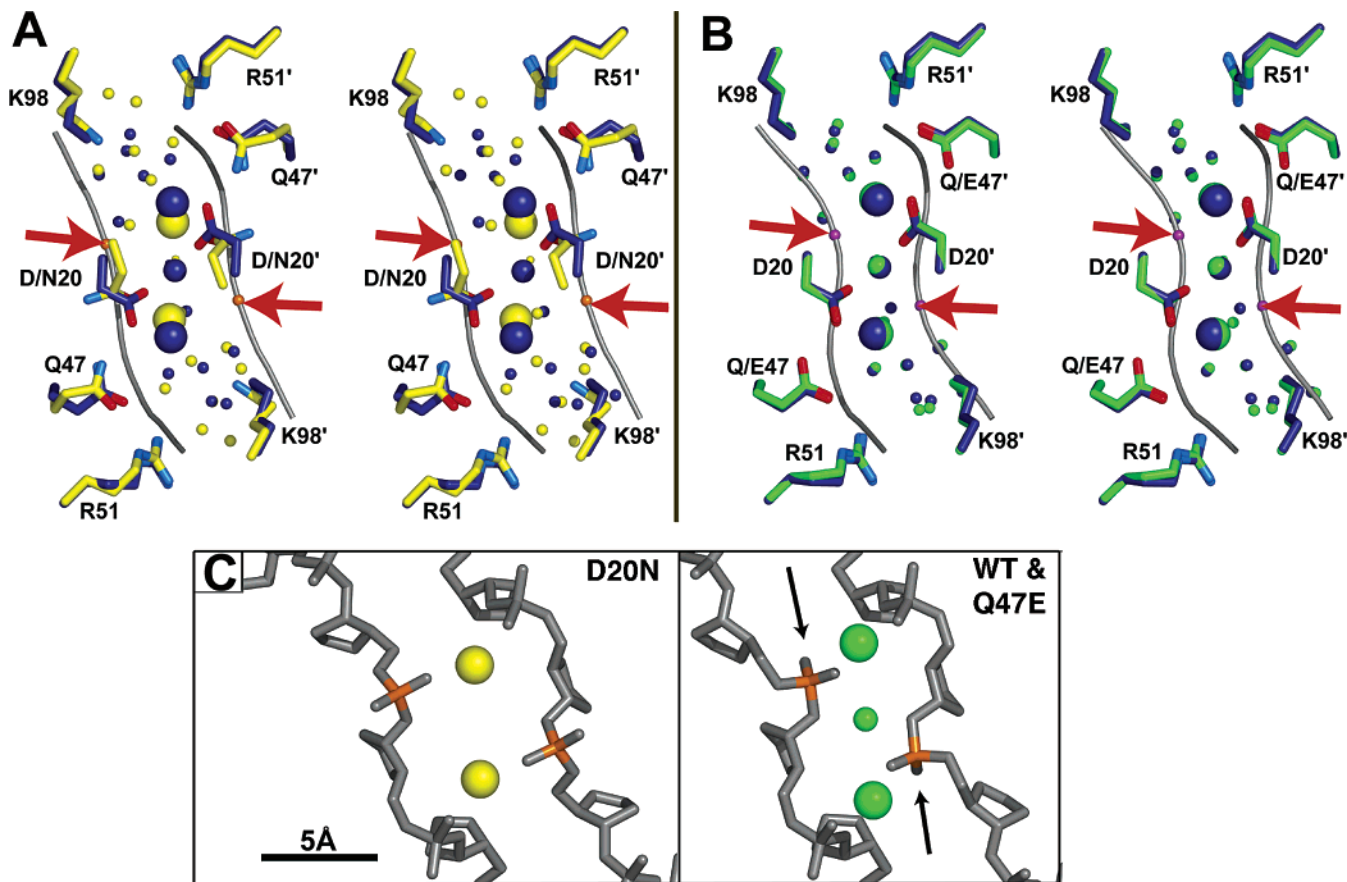 A
K98
R51'
Q47'
D/N20
D/N20'
Q47
K98'
R51
K98
R51'
Q47'
D/N20
D/N20'
Q47
K98'
R51
B
K98
R51'
Q/E47'
D20
D20'
Q/E47
K98'
R51
K98
R51'
Q/E47'
D20
D20'
Q/E47
K98'
R51
C
D20N
5Å
WT &
Q47E